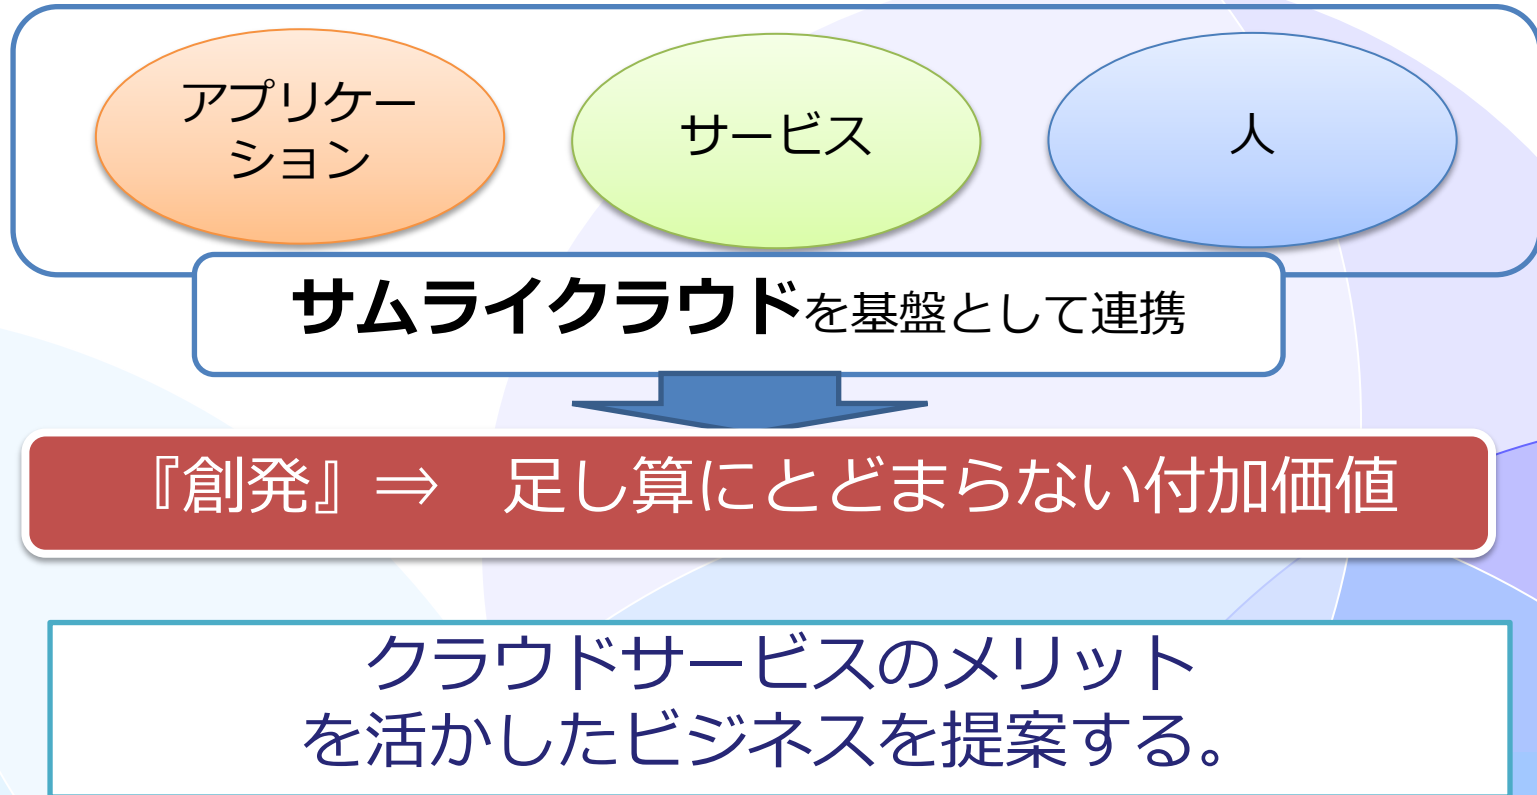 アプリケー
ション
サービス
人
サムライクラウドを基盤として連携
『創発』⇒　足し算にとどまらない付加価値
クラウドサービスのメリット
を活かしたビジネスを提案する。